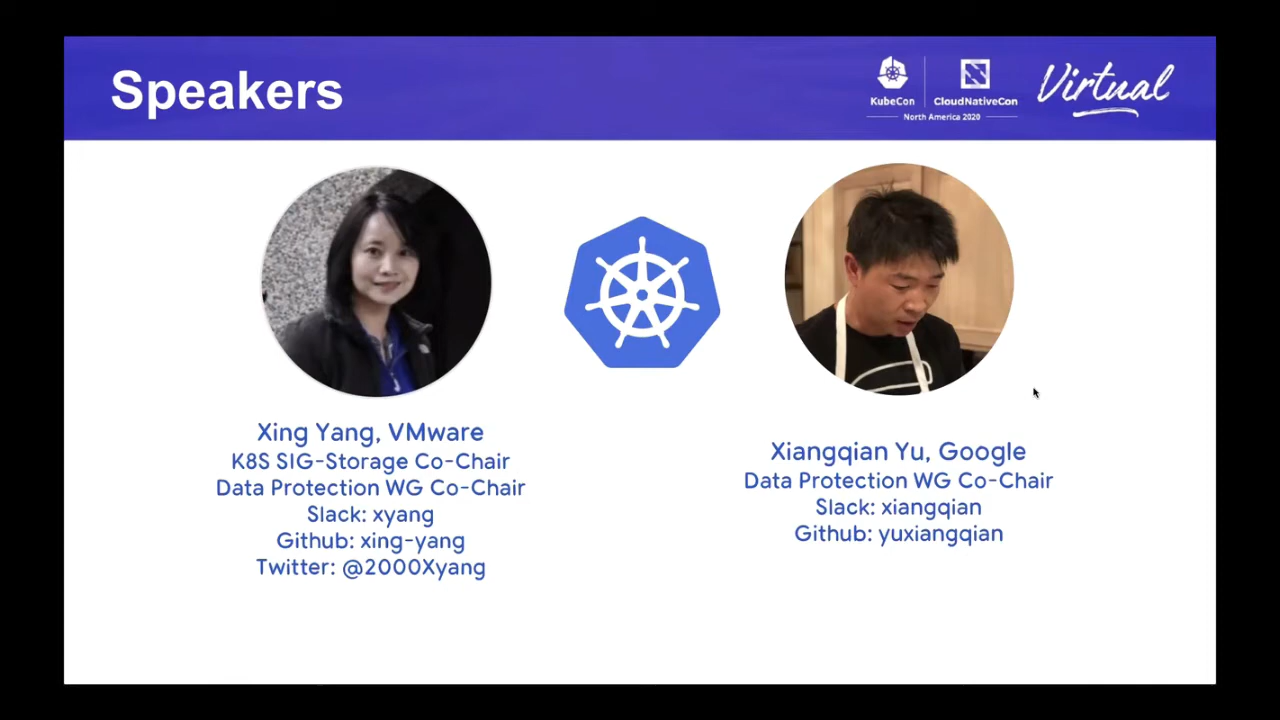 Speakers
KubeCon
CloudNativeCon
North America 2020
Virtual
Xing Yang, VMware
K8S SIG-Storage Co-Chair
Data Protection WG Co-Chair
Slack: xyang
Github: xing-yang
Twitter: @2000Xyang
Xiangqian Yu, Google
Data Protection WG Co-Chair
Slack: xiangqian
Github: yuxiangqian